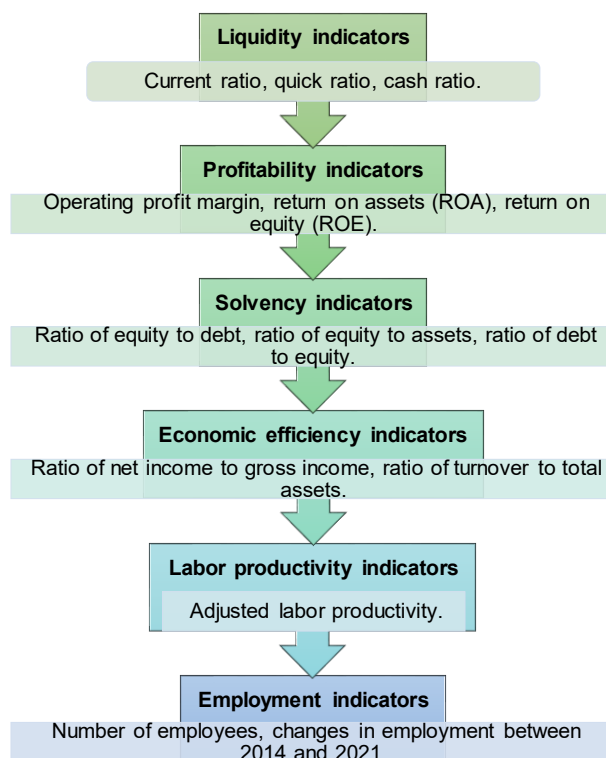 Liquidity indicators
Current ratio, quick ratio, cash ratio.
Profitability indicators
Operating profit margin, return on assets (ROA), return on
equity (ROE).
Solvency indicators
Ratio of equity to debt, ratio of equity to assets, ratio of debt
to equity.
Economic efficiency indicators
Ratio of net income to gross income, ratio of turnover to total
assets.
Labor productivity indicators
Adjusted labor productivity.
Employment indicators
Number of employees, changes in employment between
2014 and 2021